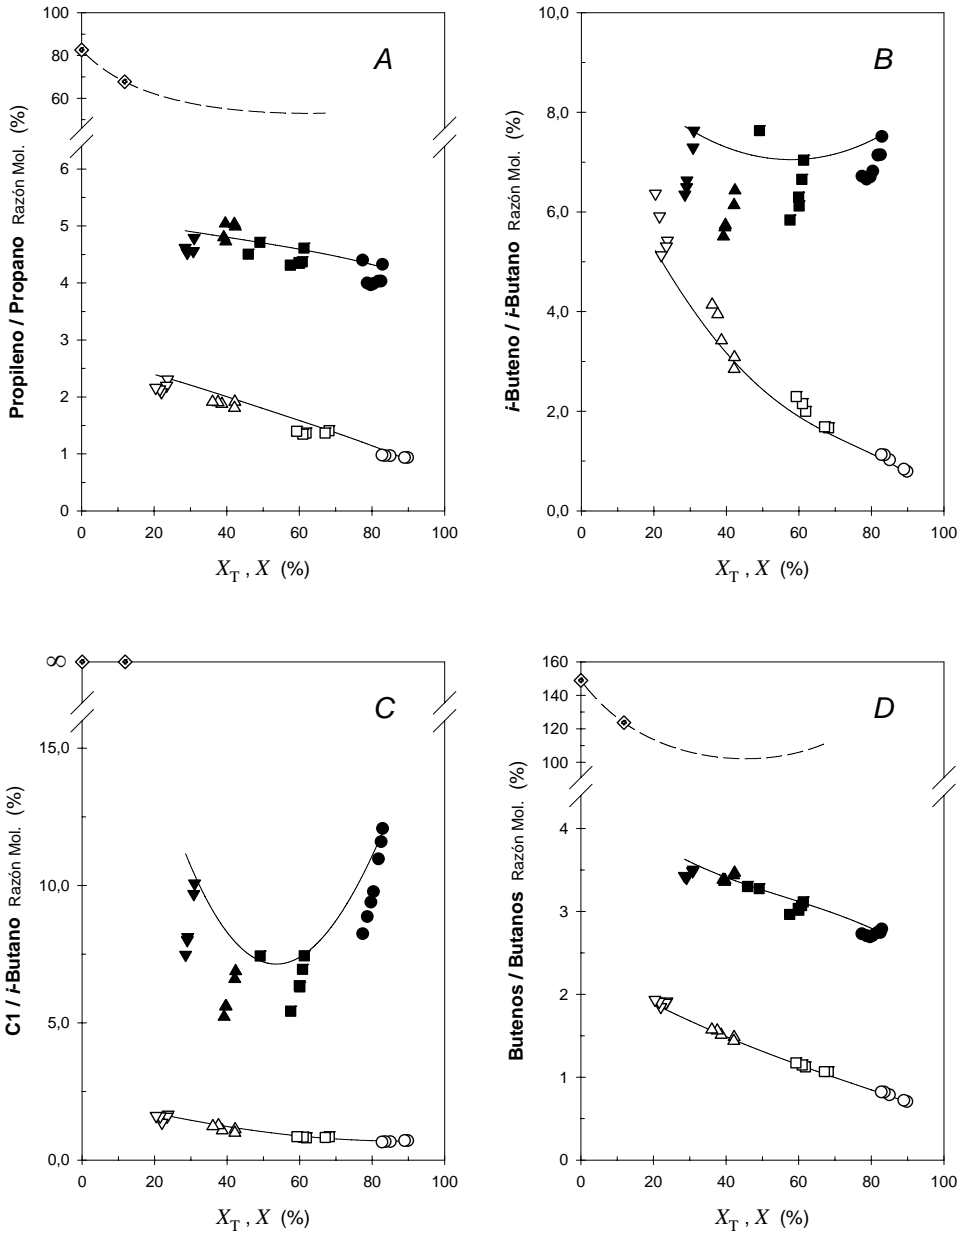 Propileno / Propano Razón Mol. (%)
100
80
60
6
5
4
3
2
1
0
A
0 20 40 60 80 100
X_T , X (%)
i-Buteno / i-Butano Razón Mol. (%)
10,0
8,0
6,0
4,0
2,0
0,0
B
0 20 40 60 80 100
X_T , X (%)
C1 / i-Butano Razón Mol. (%)
∞
15,0
10,0
5,0
0,0
C
0 20 40 60 80 100
X_T , X (%)
Butenos / Butanos Razón Mol. (%)
160
140
120
100
4
3
2
1
0
D
0 20 40 60 80 100
X_T , X (%)